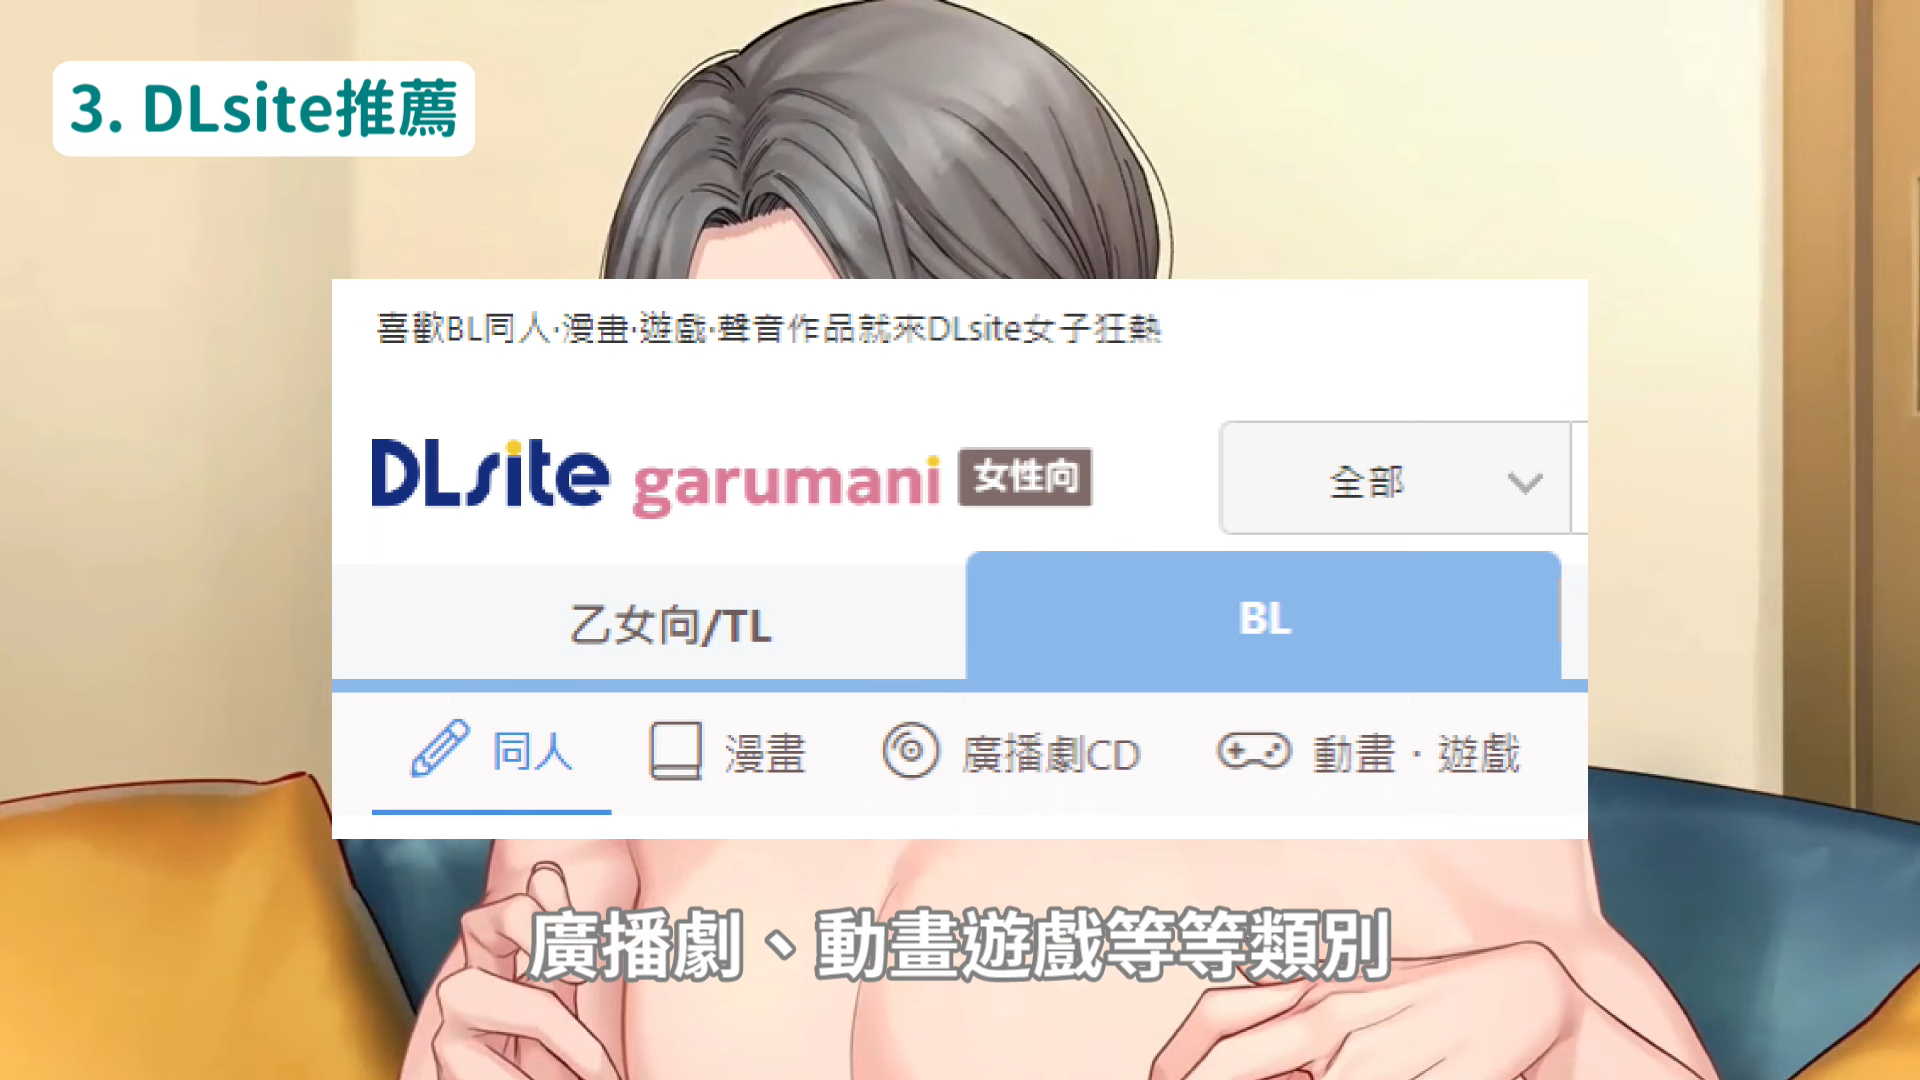 3. DLsite推薦
喜歡BL同人·漫畫·遊戲·聲音作品就來DLsite女子狂熱
DLsite garumani 女性向
全部
乙女向/TL
BL
同人
漫畫
廣播劇CD
動畫·遊戲
廣播劇、動畫遊戲等等類別